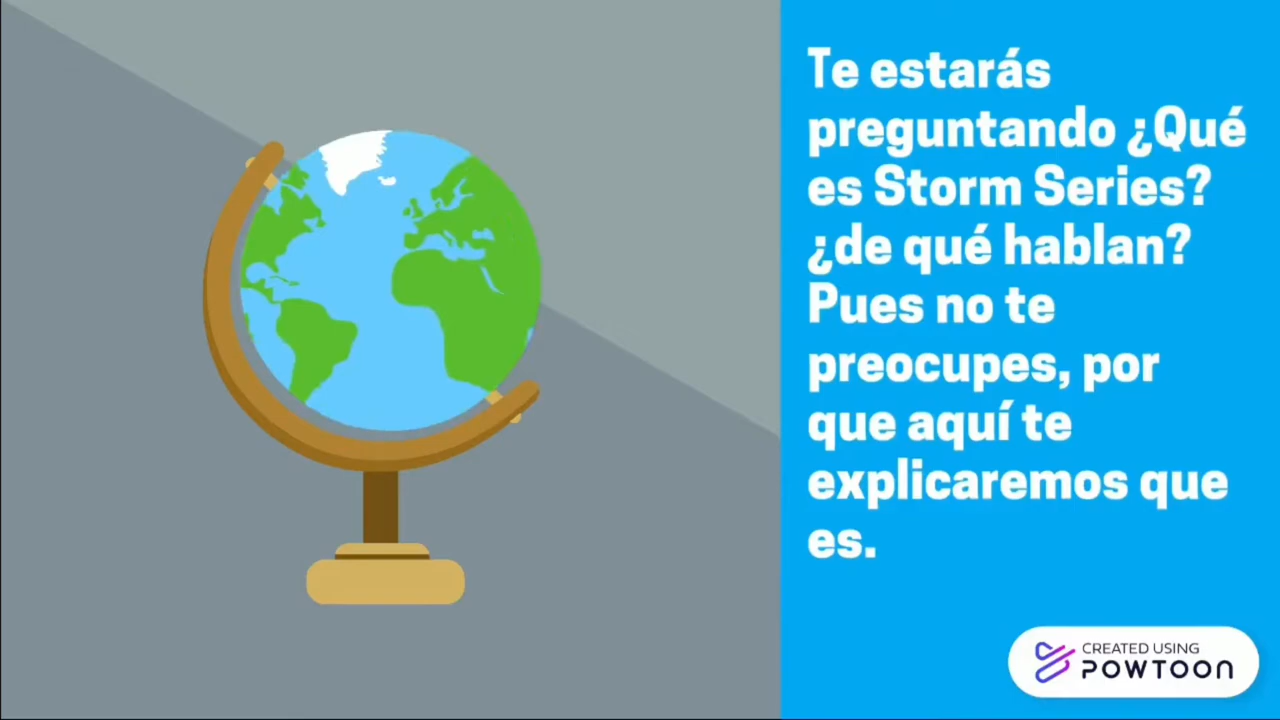 Te estarás
preguntando ¿Qué
es Storm Series?
¿de qué hablan?
Pues no te
preocupes, por
que aquí te
explicaremos que
es.
CREATED USING
POWTOON